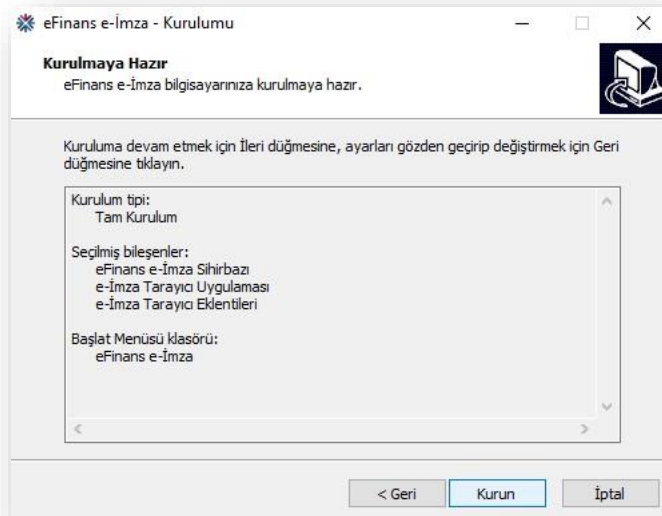 eFinans e-İmza - Kurulumu
Kurulmaya Hazır
eFinans e-İmza bilgisayarınıza kurulmaya hazır.
Kuruluma devam etmek için İleri düğmesine, ayarları gözden geçirip değiştirmek için Geri
düğmesine tıklayın.
Kurulum tipi:
Tam Kurulum
Seçilmiş bileşenler:
eFinans e-İmza Sihirbazı
e-İmza Tarayıcı Uygulaması
e-İmza Tarayıcı Eklentileri
Başlat Menüsü klasörü:
eFinans e-İmza
< Geri
Kurun
İptal